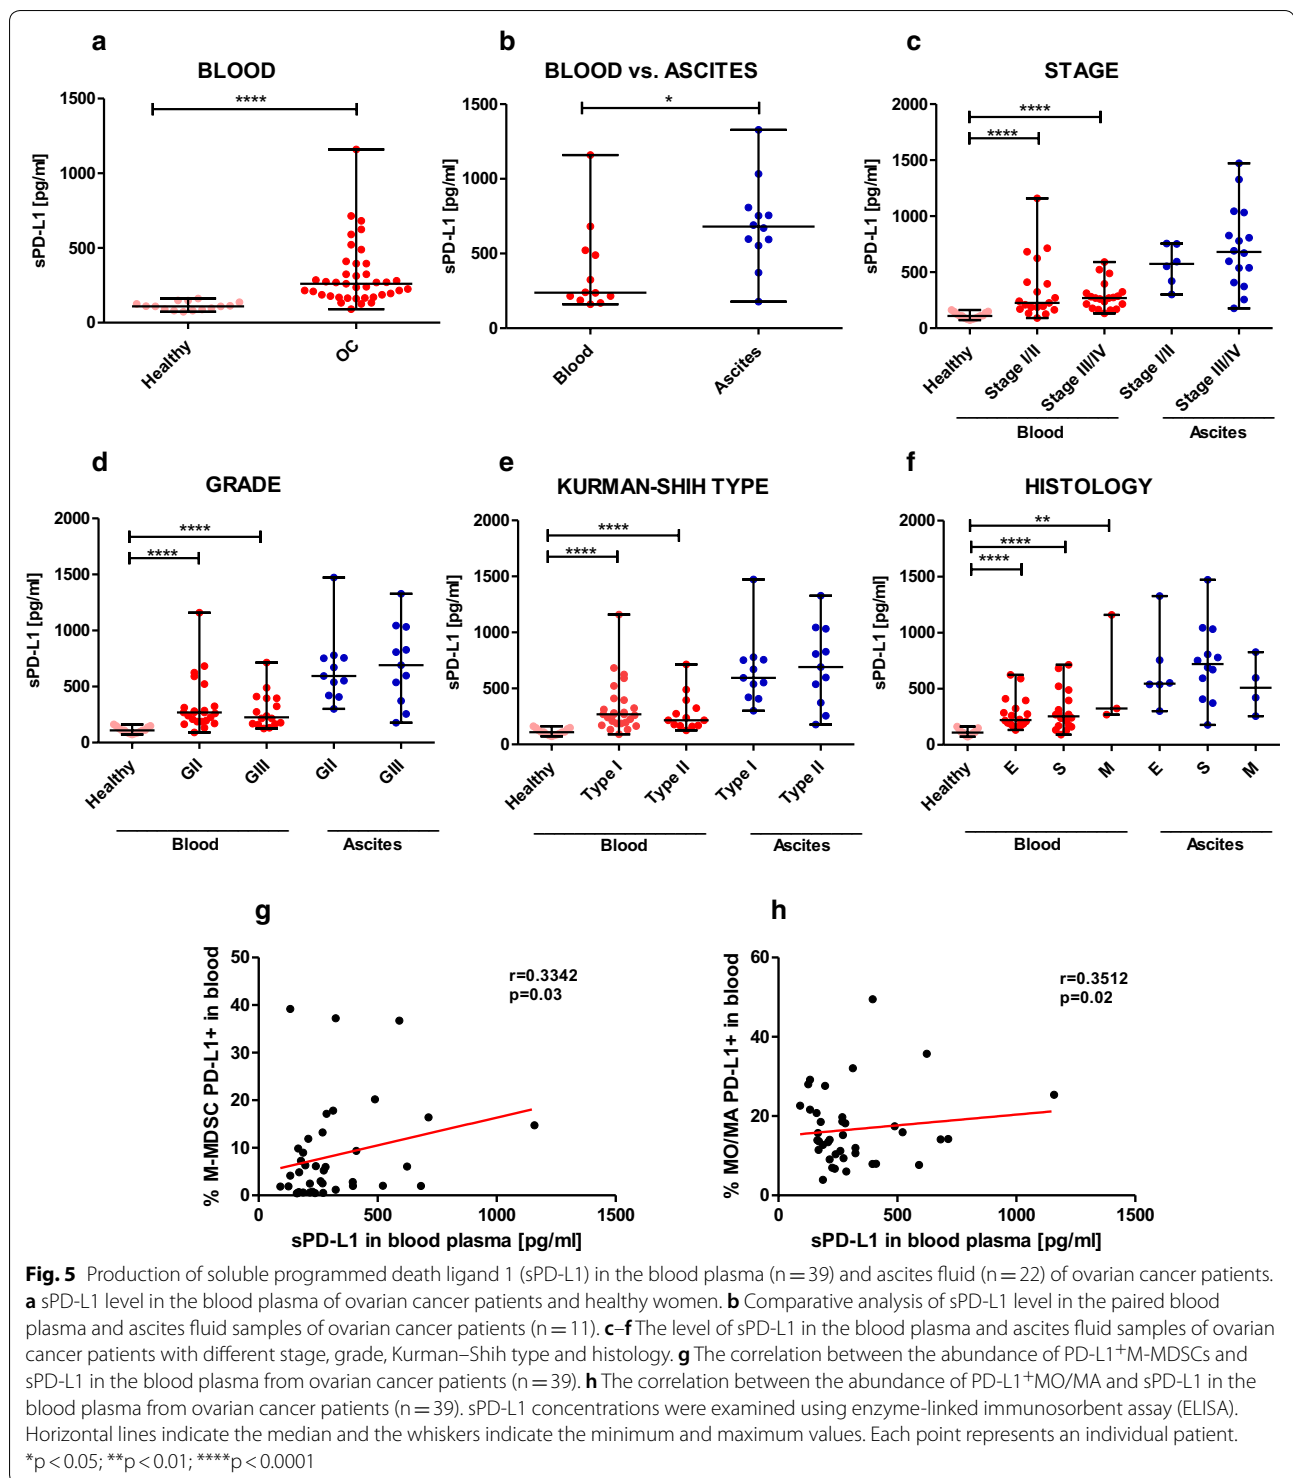 a
BLOOD
sPD-L1 [pg/ml]
1500
1000
500
0
****
Healthy
OC
b
BLOOD vs. ASCITES
sPD-L1 [pg/ml]
1500
1000
500
0
*
Blood
Ascites
c
STAGE
sPD-L1 [pg/ml]
2000
1500
1000
500
0
****
****
Healthy
Stage I/II
Stage III/IV
Stage I/II
Stage III/IV
Blood
Ascites
d
GRADE
sPD-L1 [pg/ml]
2000
1500
1000
500
0
****
****
Healthy
GII
GIII
GII
GIII
Blood
Ascites
e
KURMAN-SHIH TYPE
sPD-L1 [pg/ml]
2000
1500
1000
500
0
****
****
Healthy
Type I
Type II
Type I
Type II
Blood
Ascites
f
HISTOLOGY
sPD-L1 [pg/ml]
2000
1500
1000
500
0
**
****
****
Healthy
E
S
M
E
S
M
Blood
Ascites
g
% M-MDSC PD-L1+ in blood
50
40
30
20
10
0
r=0.3342
p=0.03
0
500
1000
1500
sPD-L1 in blood plasma [pg/ml]
h
% MO/MA PD-L1+ in blood
60
40
20
0
r=0.3512
p=0.02
0
500
1000
1500
sPD-L1 in blood plasma [pg/ml]
Fig. 5 Production of soluble programmed death ligand 1 (sPD-L1) in the blood plasma (n = 39) and ascites fluid (n = 22) of ovarian cancer patients.
a sPD-L1 level in the blood plasma of ovarian cancer patients and healthy women. b Comparative analysis of sPD-L1 level in the paired blood
plasma and ascites fluid samples of ovarian cancer patients (n = 11). c–f The level of sPD-L1 in the blood plasma and ascites fluid samples of ovarian
cancer patients with different stage, grade, Kurman–Shih type and histology. g The correlation between the abundance of PD-L1⁺M-MDSCs and
sPD-L1 in the blood plasma from ovarian cancer patients (n = 39). h The correlation between the abundance of PD-L1⁺MO/MA and sPD-L1 in the
blood plasma from ovarian cancer patients (n = 39). sPD-L1 concentrations were examined using enzyme-linked immunosorbent assay (ELISA).
Horizontal lines indicate the median and the whiskers indicate the minimum and maximum values. Each point represents an individual patient.
*p < 0.05; **p < 0.01; ****p < 0.0001